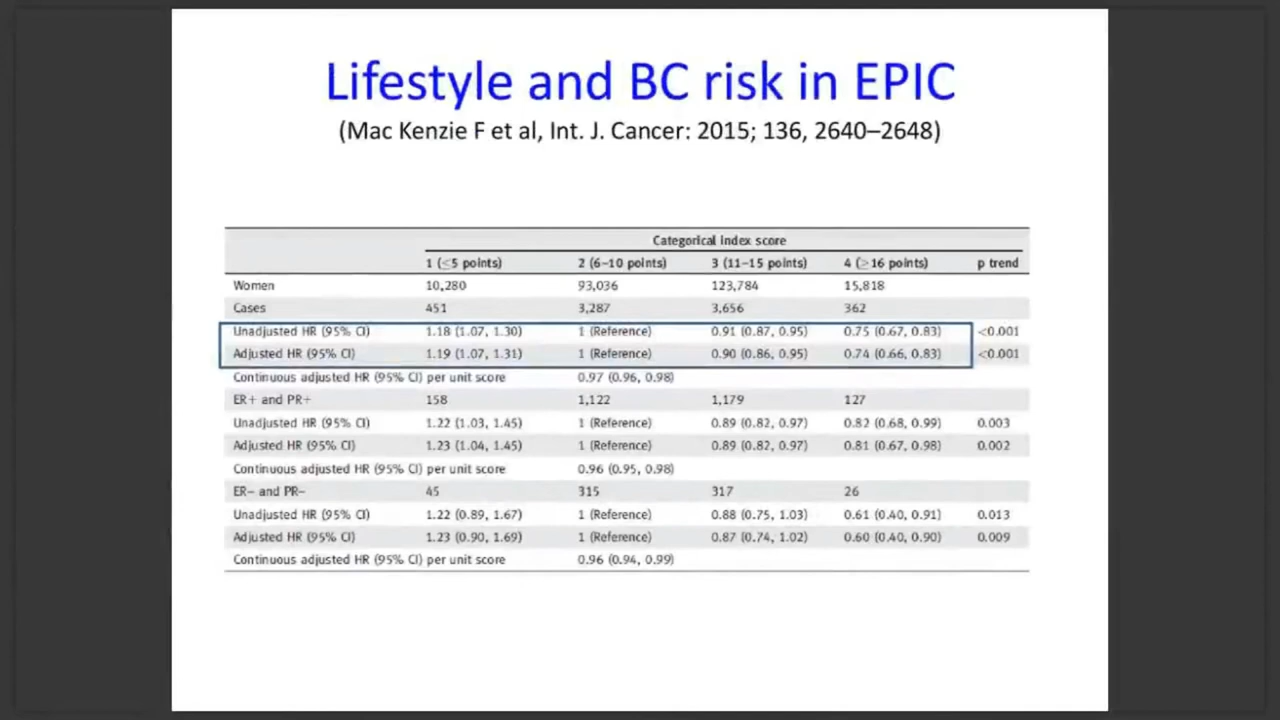 Lifestyle and BC risk in EPIC
(Mac Kenzie F et al, Int. J. Cancer: 2015; 136, 2640–2648)
Categorical index score
1 (≤5 points) 2 (6–10 points) 3 (11–15 points) 4 (≥16 points) p trend
Women 10,280 93,036 123,784 15,818
Cases 451 3,287 3,656 362
Unadjusted HR (95% CI) 1.18 (1.07, 1.30) 1 (Reference) 0.91 (0.87, 0.95) 0.75 (0.67, 0.83) <0.001
Adjusted HR (95% CI) 1.19 (1.07, 1.31) 1 (Reference) 0.90 (0.86, 0.95) 0.74 (0.66, 0.83) <0.001
Continuous adjusted HR (95% CI) per unit score 0.97 (0.96, 0.98)
ER+ and PR+ 158 1,122 1,179 127
Unadjusted HR (95% CI) 1.22 (1.03, 1.45) 1 (Reference) 0.89 (0.82, 0.97) 0.82 (0.68, 0.99) 0.003
Adjusted HR (95% CI) 1.23 (1.04, 1.45) 1 (Reference) 0.89 (0.82, 0.97) 0.81 (0.67, 0.98) 0.002
Continuous adjusted HR (95% CI) per unit score 0.96 (0.95, 0.98)
ER− and PR− 45 315 317 26
Unadjusted HR (95% CI) 1.22 (0.89, 1.67) 1 (Reference) 0.88 (0.75, 1.03) 0.61 (0.40, 0.91) 0.013
Adjusted HR (95% CI) 1.23 (0.90, 1.69) 1 (Reference) 0.87 (0.74, 1.02) 0.60 (0.40, 0.90) 0.009
Continuous adjusted HR (95% CI) per unit score 0.96 (0.94, 0.99)